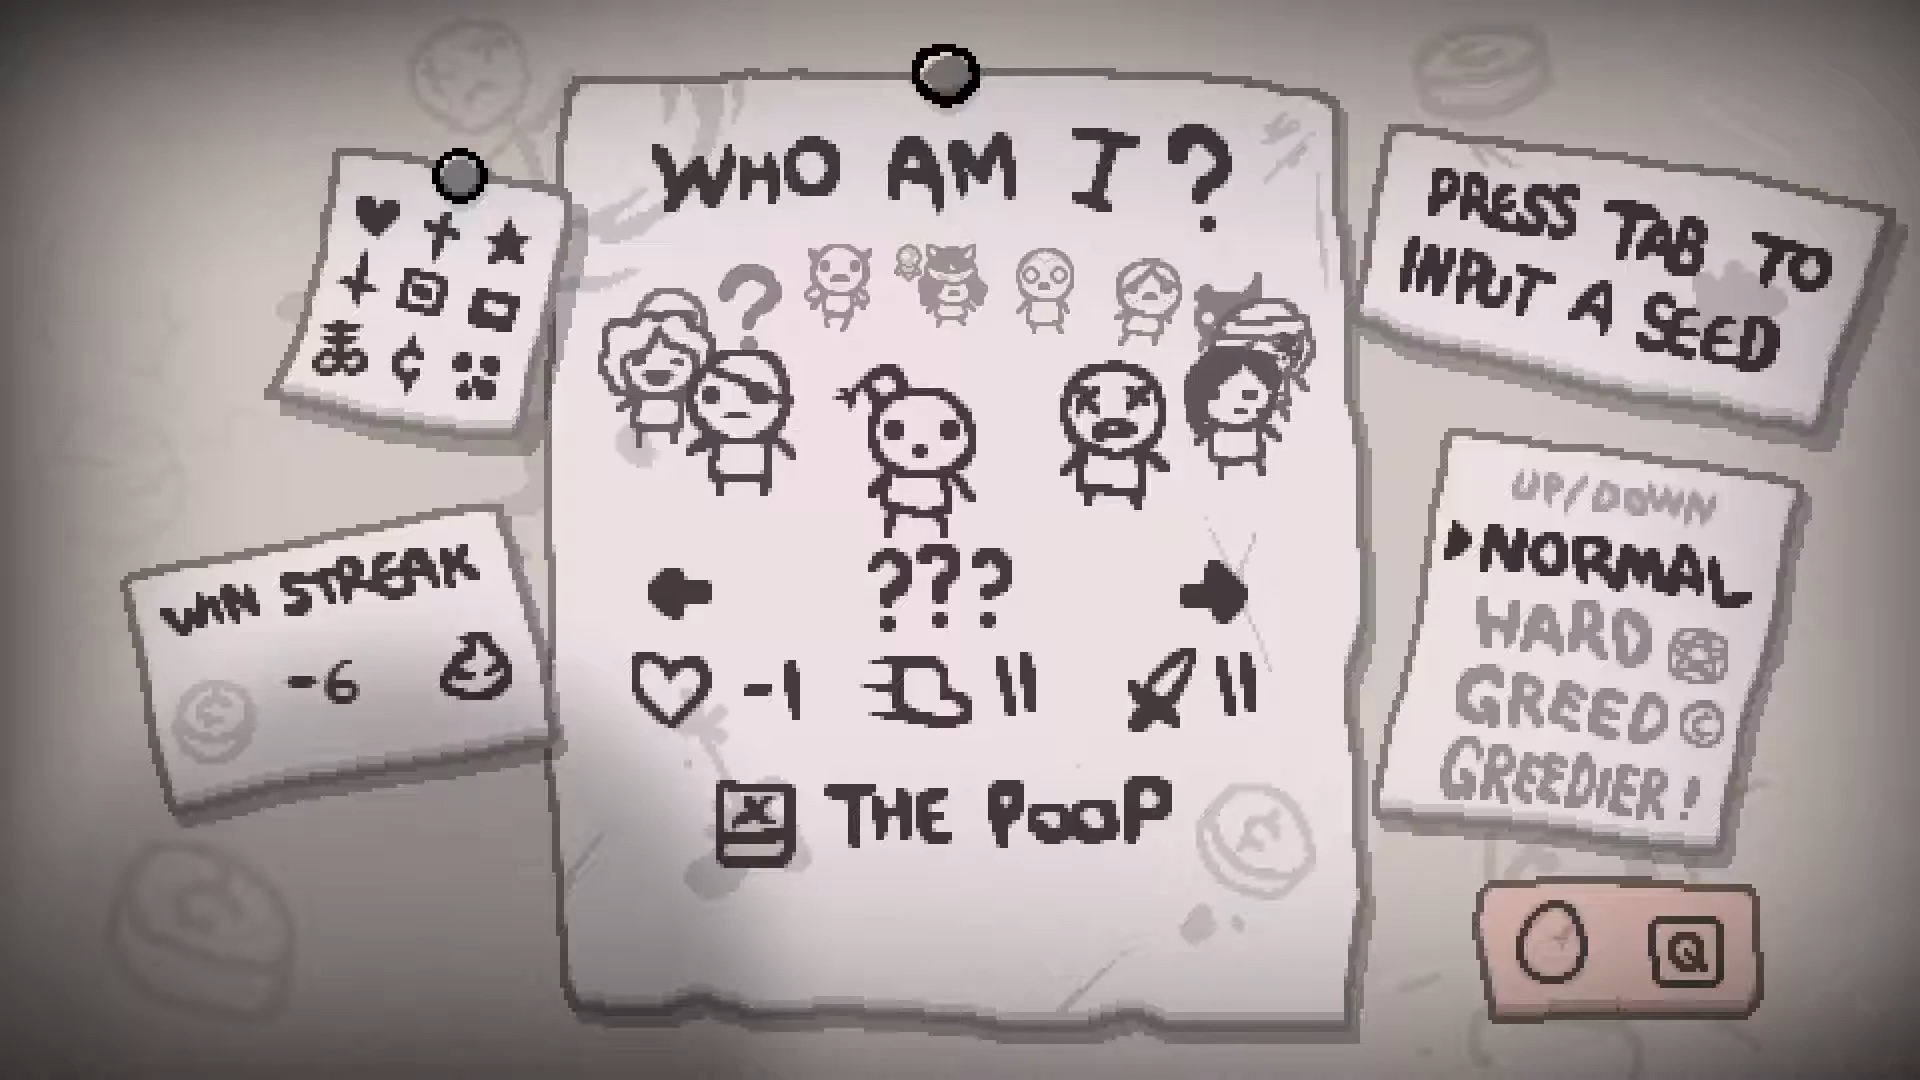 WHO AM I?
PRESS TAB TO
INPUT A SEED
WIN STREAK
-6
???
-1
THE POOP
UP/DOWN
NORMAL
HARD
GREED
GREEDIER!
Q